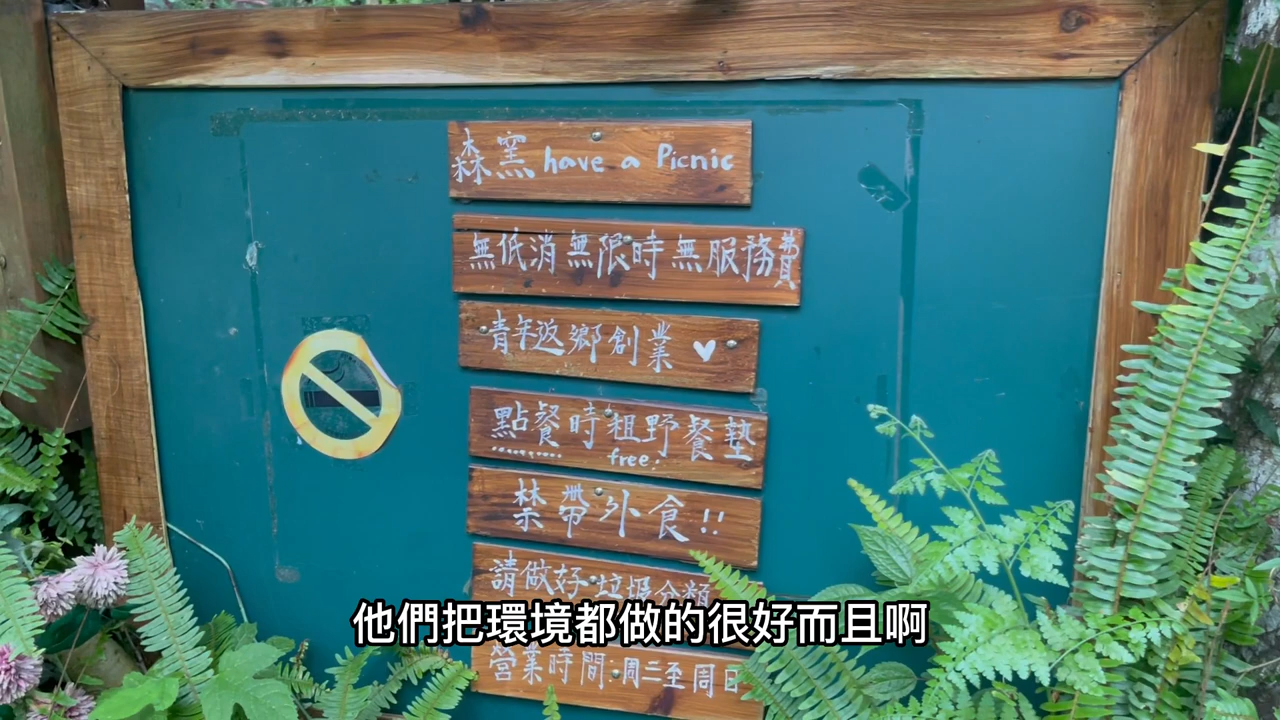 森窯 have a Picnic
無低消 無限時 無服務費
青年返鄉創業 ♥
點餐時租野餐墊
free!
禁帶外食!!
請做好垃圾分類
他們把環境都做的很好而且啊
營業時間:周二至周日